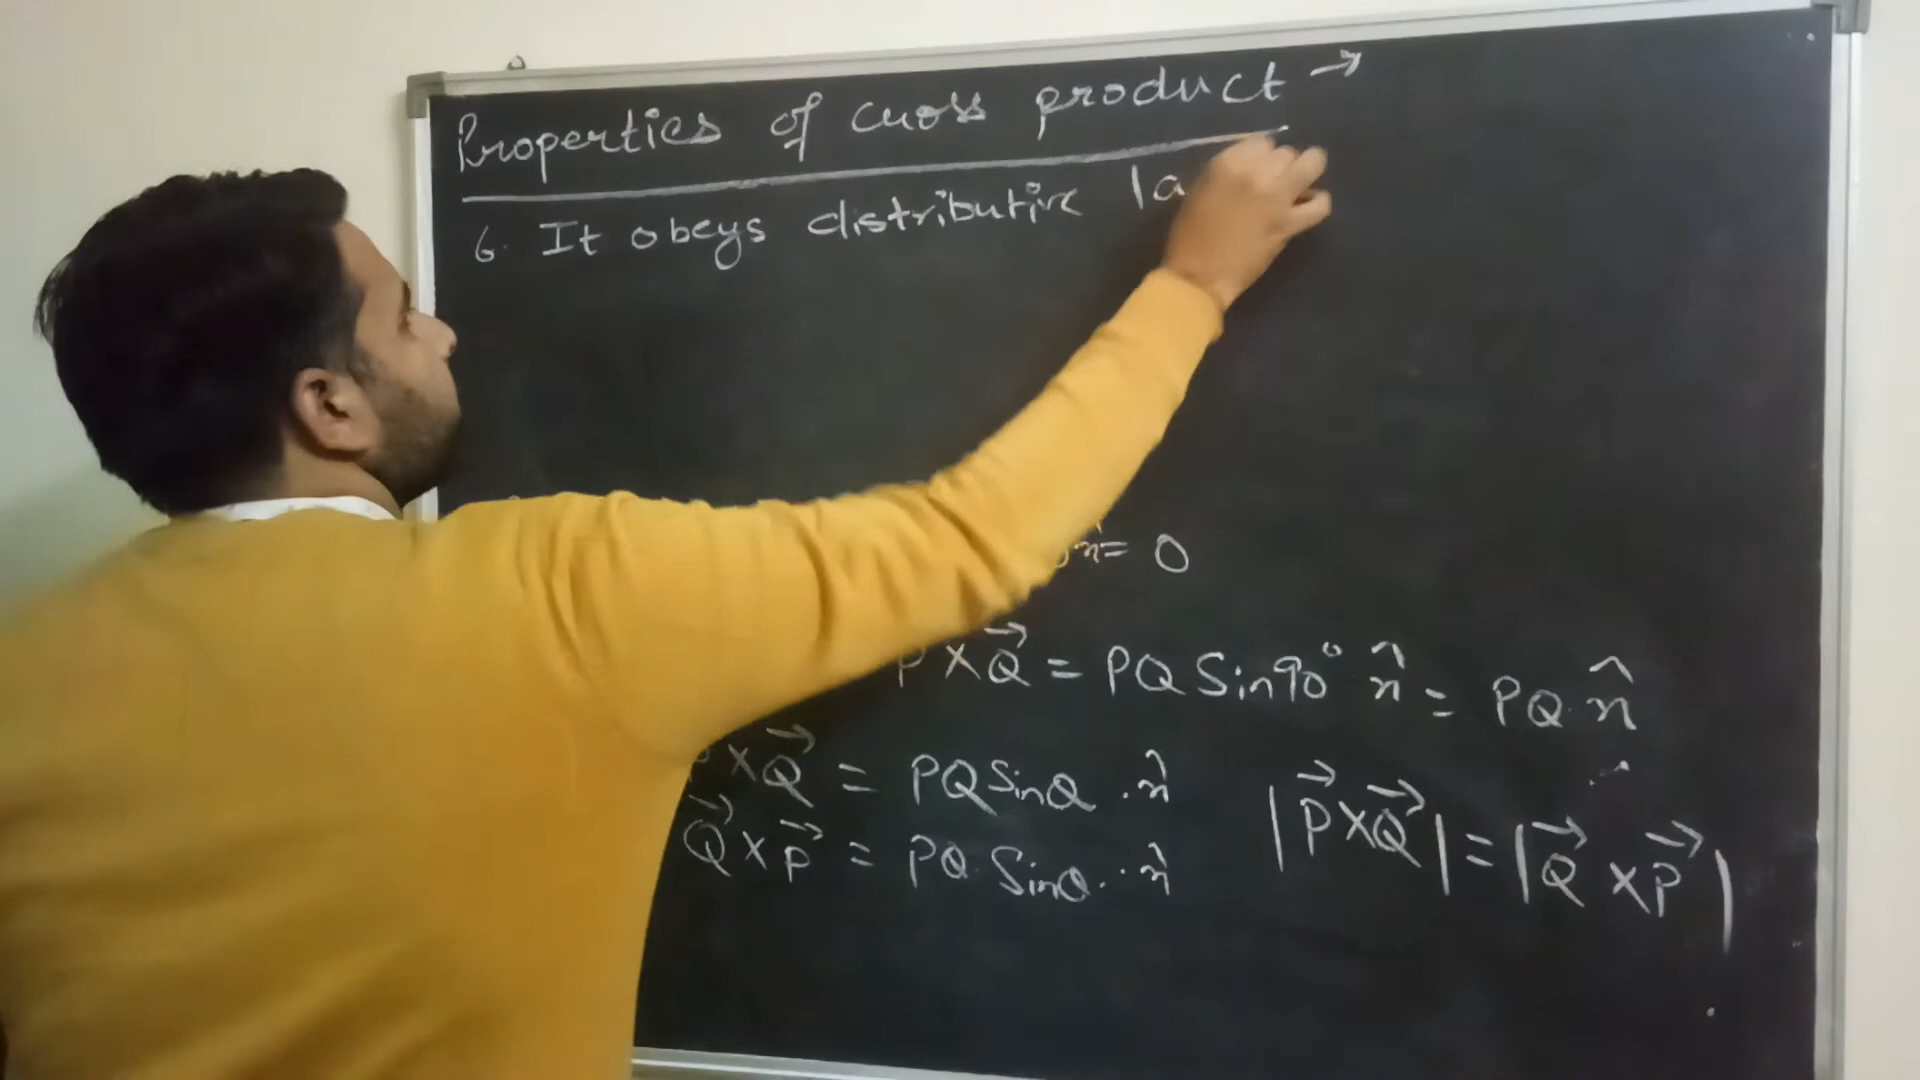 Properties of cross product →
6. It obeys distributive la
n̂ = 0
P × Q⃗ = PQ Sin90° n̂ = PQ n̂
P × Q⃗ = PQ Sinθ . n̂
Q⃗ × P⃗ = PQ. Sinθ . . n̂
|P⃗ × Q⃗| = |Q⃗ × P⃗|